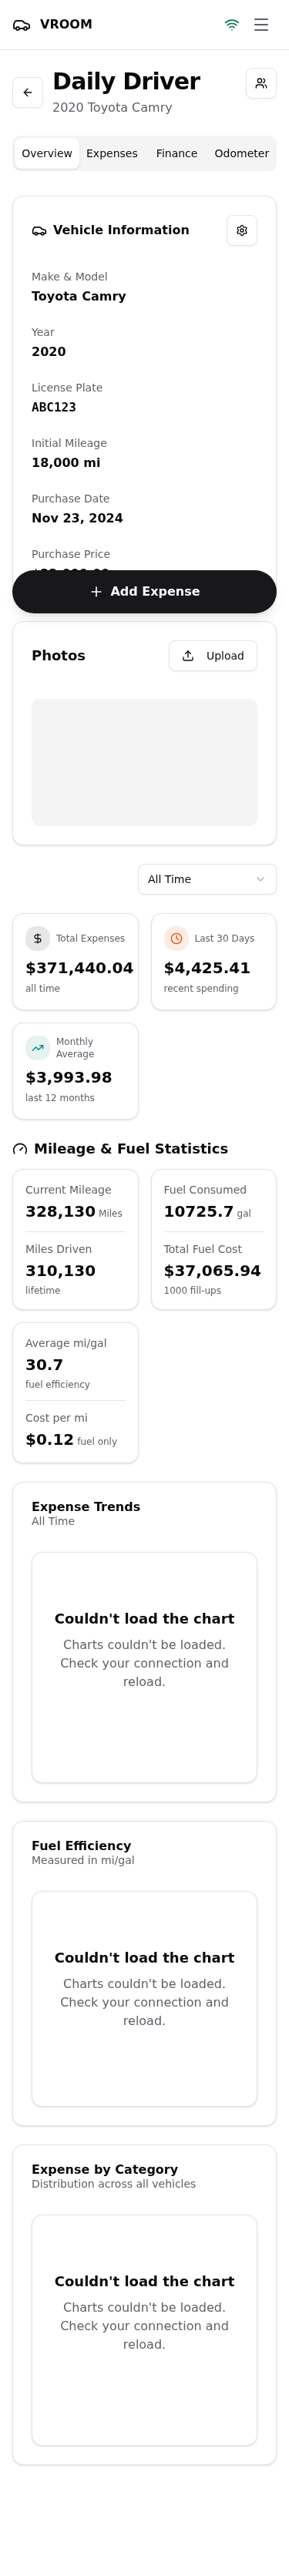 VROOM
Daily Driver
2020 Toyota Camry
Overview
Expenses
Finance
Odometer
Vehicle Information
Make & Model
Toyota Camry
Year
2020
License Plate
ABC123
Initial Mileage
18,000 mi
Purchase Date
Nov 23, 2024
Purchase Price
Add Expense
Photos
Upload
All Time
Total Expenses
$371,440.04
all time
Last 30 Days
$4,425.41
recent spending
Monthly
Average
$3,993.98
last 12 months
Mileage & Fuel Statistics
Current Mileage
328,130 Miles
Miles Driven
310,130
lifetime
Fuel Consumed
10725.7 gal
Total Fuel Cost
$37,065.94
1000 fill-ups
Average mi/gal
30.7
fuel efficiency
Cost per mi
$0.12 fuel only
Expense Trends
All Time
Couldn't load the chart
Charts couldn't be loaded.
Check your connection and
reload.
Fuel Efficiency
Measured in mi/gal
Couldn't load the chart
Charts couldn't be loaded.
Check your connection and
reload.
Expense by Category
Distribution across all vehicles
Couldn't load the chart
Charts couldn't be loaded.
Check your connection and
reload.